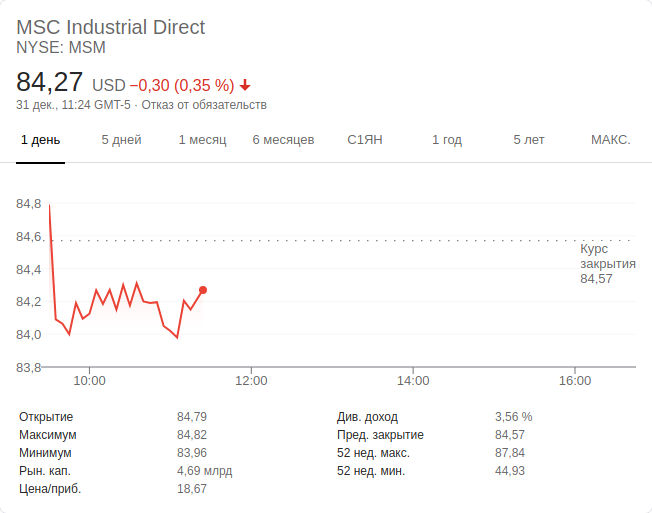 MSC Industrial Direct
NYSE: MSM
84,27 USD −0,30 (0,35 %)
31 дек., 11:24 GMT-5 · Отказ от обязательств
1 день 5 дней 1 месяц 6 месяцев С1ЯН 1 год 5 лет МАКС.
84,8
84,6
84,4
84,2
84,0
83,8
Курс
закрытия
84,57
10:00 12:00 14:00 16:00
Открытие 84,79 Див. доход 3,56 %
Максимум 84,82 Пред. закрытие 84,57
Минимум 83,96 52 нед. макс. 87,84
Рын. кап. 4,69 млрд 52 нед. мин. 44,93
Цена/приб. 18,67